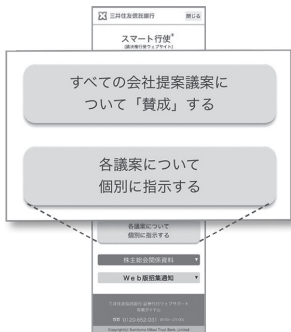 三井住友信託銀行
閉じる
スマート行使®
すべての会社提案議案に
ついて「賛成」する
各議案について
個別に指示する
各議案について
個別に指示する
株主総会関係資料
Web版招集通知